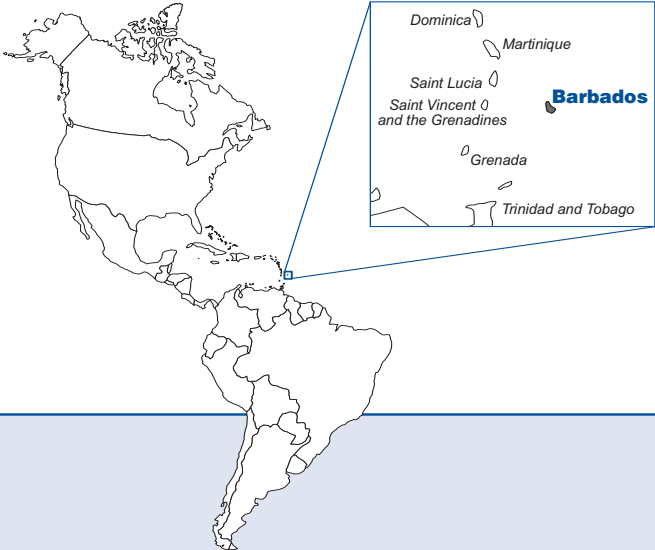 Dominica
Martinique
Saint Lucia
Barbados
Saint Vincent
and the Grenadines
Grenada
Trinidad and Tobago